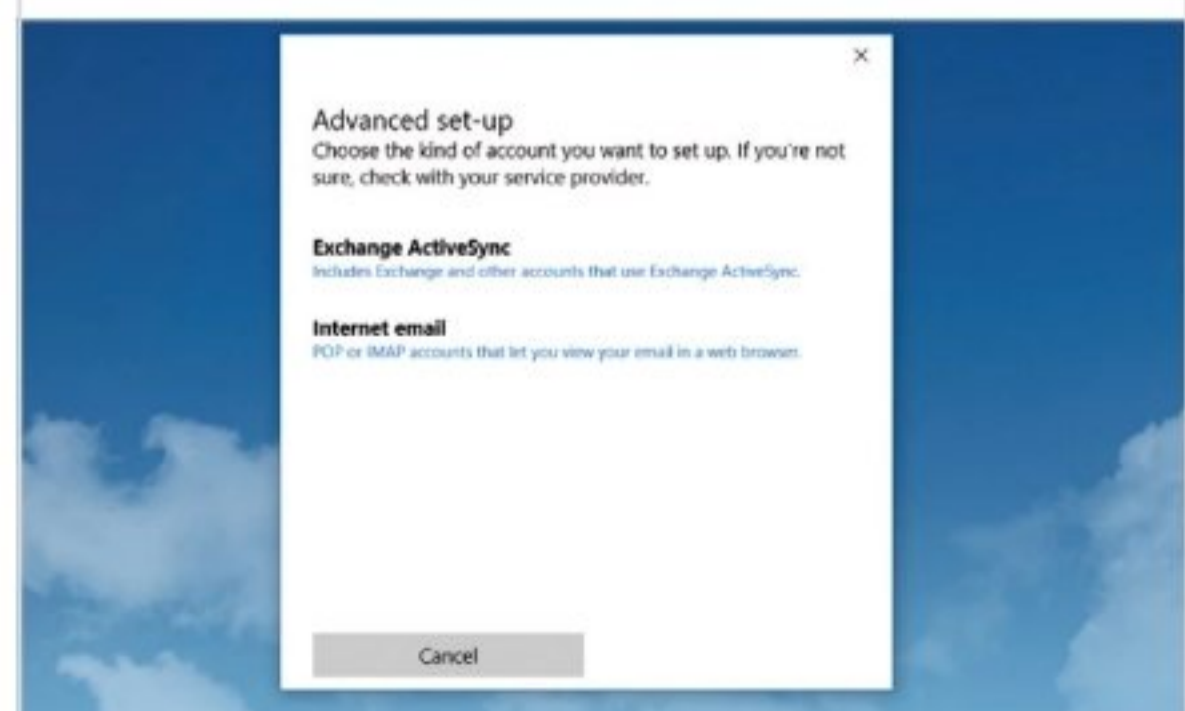 Advanced set-up
Choose the kind of account you want to set up. If you're not
sure, check with your service provider.
Exchange ActiveSync
Includes Exchange and other accounts that use Exchange ActiveSync.
Internet email
POP or IMAP accounts that let you view your email in a web browser.
Cancel